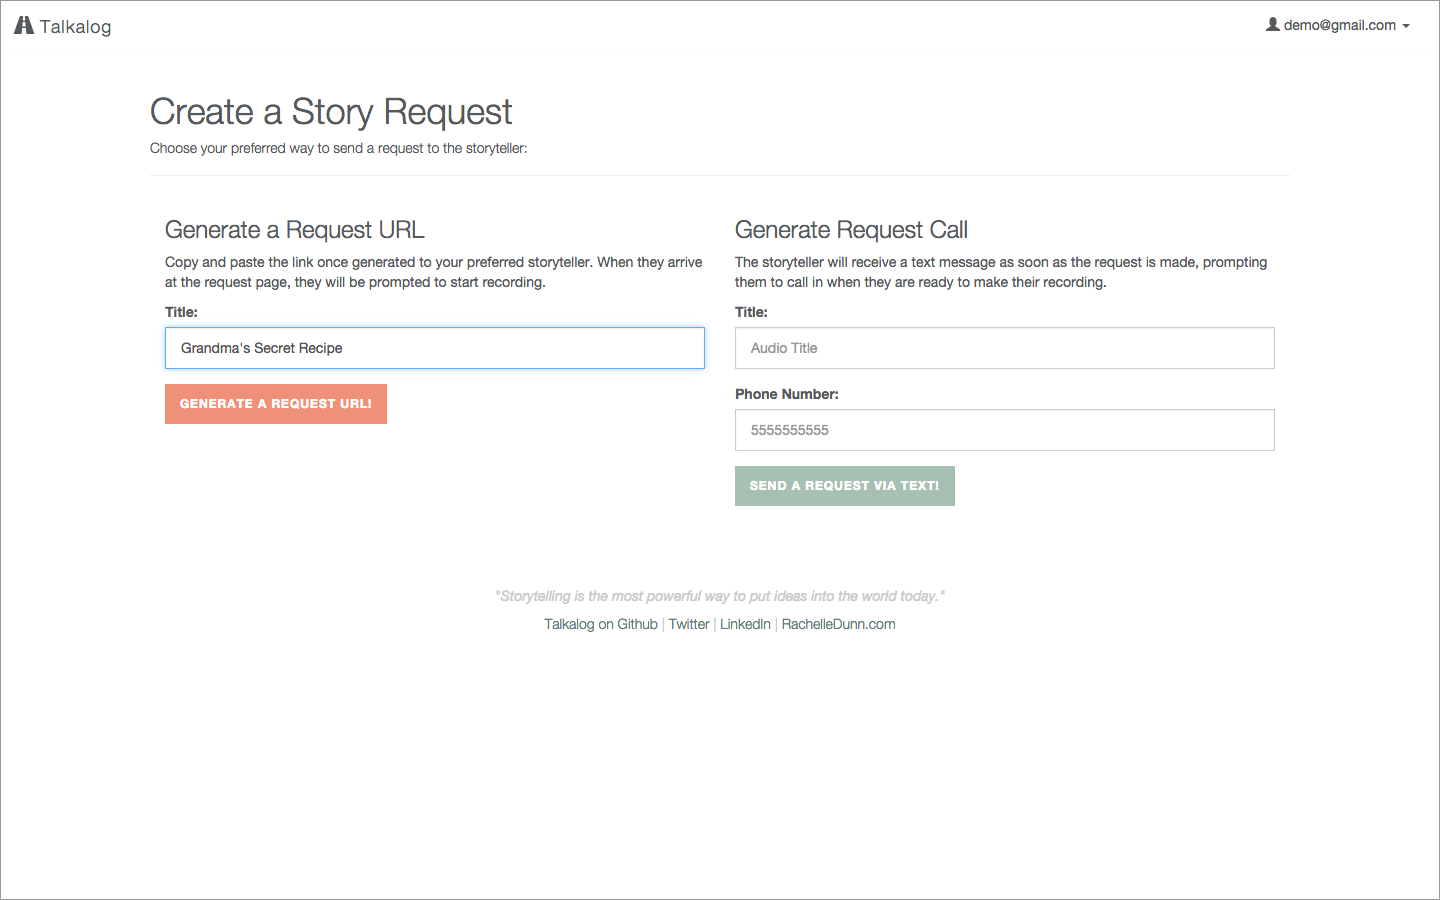 Talkalog
demo@gmail.com
Create a Story Request
Choose your preferred way to send a request to the storyteller:
Generate a Request URL
Copy and paste the link once generated to your preferred storyteller. When they arrive
at the request page, they will be prompted to start recording.
Title:
Grandma's Secret Recipe
GENERATE A REQUEST URL!
Generate Request Call
The storyteller will receive a text message as soon as the request is made, prompting
them to call in when they are ready to make their recording.
Title:
Audio Title
Phone Number:
5555555555
SEND A REQUEST VIA TEXT!
"Storytelling is the most powerful way to put ideas into the world today."
Talkalog on Github | Twitter | LinkedIn | RachelleDunn.com